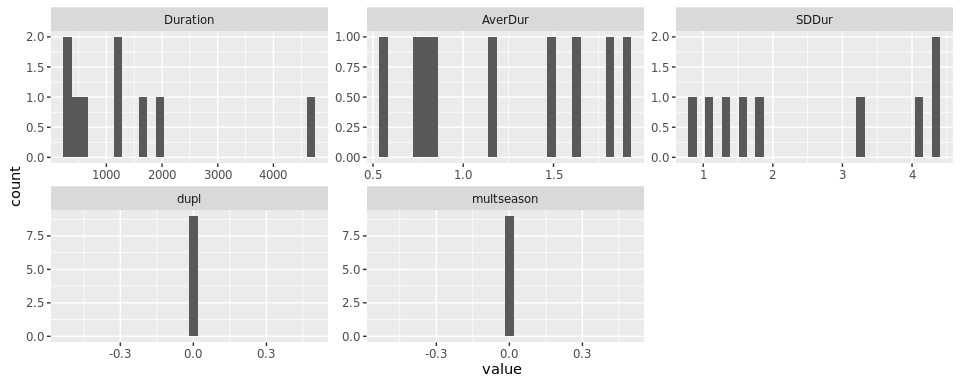 Duration AverDur SDDur
2.0 1.00 2.0
1.5 0.75 1.5
1.0 0.50 1.0
0.5 0.25 0.5
0.0 0.00 0.0
1000 2000 3000 4000 0.5 1.0 1.5 1 2 3 4
count
dupl multseason
7.5 7.5
5.0 5.0
2.5 2.5
0.0 0.0
-0.3 0.0 0.3 -0.3 0.0 0.3
value